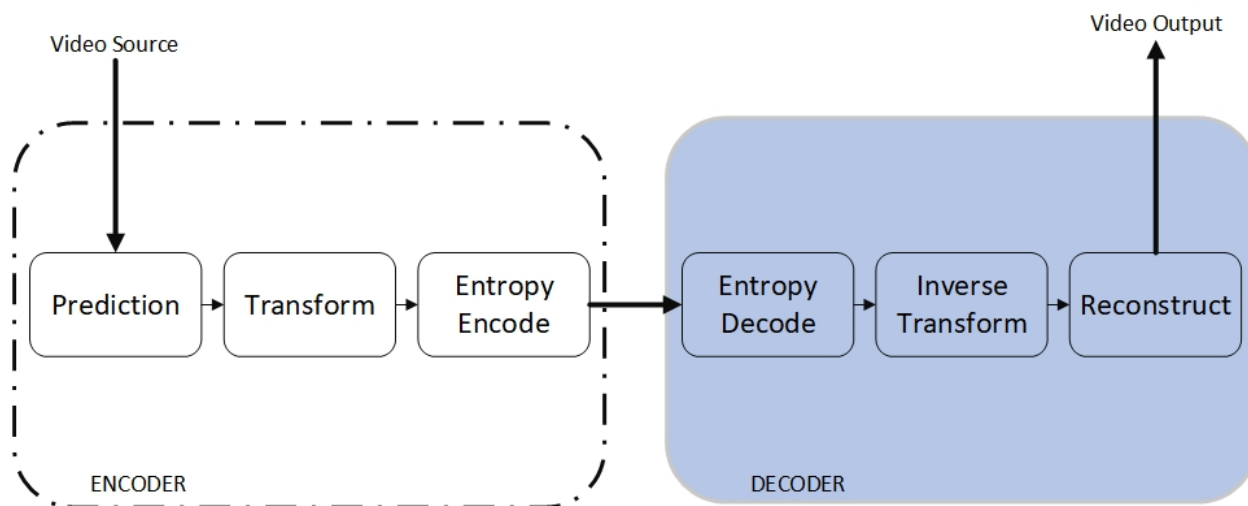 Video Source
Video Output
Prediction
Transform
Entropy
Encode
Entropy
Decode
Inverse
Transform
Reconstruct
ENCODER
DECODER